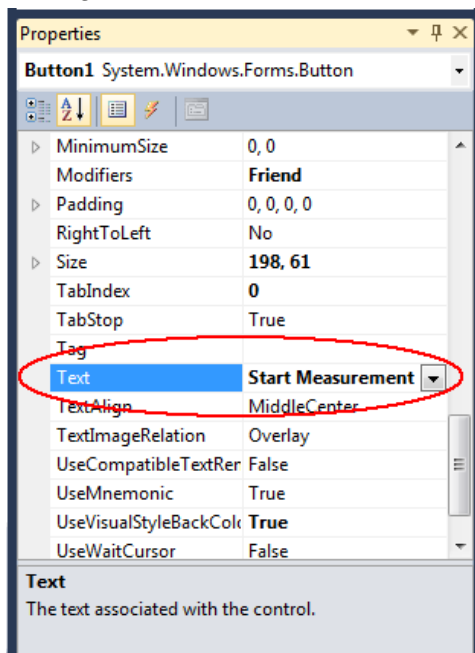 Properties
Button1 System.Windows.Forms.Button
MinimumSize 0, 0
Modifiers Friend
Padding 0, 0, 0, 0
RightToLeft No
Size 198, 61
TabIndex 0
TabStop True
Tag
Text Start Measurement
TextAlign MiddleCenter
TextImageRelation Overlay
UseCompatibleTextRer False
UseMnemonic True
UseVisualStyleBackColo True
UseWaitCursor False
Text
The text associated with the control.